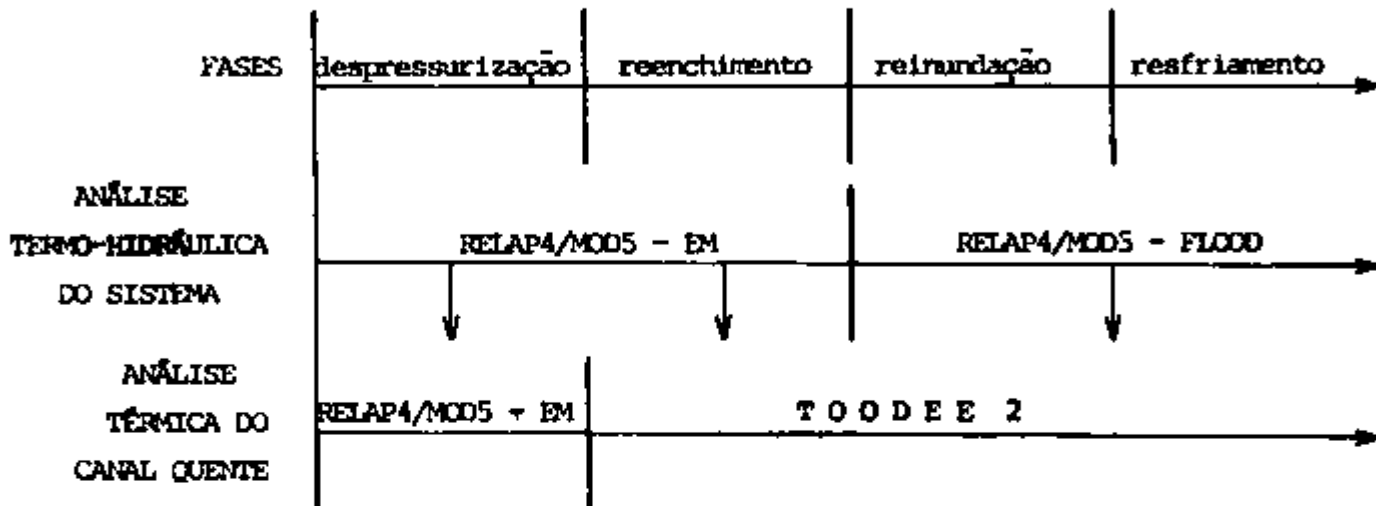 FASES despressurização reenchimento reinundação resfriamento
ANÁLISE
TERMO-HIDRÁULICA RELAP4/MOD5 - EM RELAP4/MOD5 - FLOOD
DO SISTEMA
ANÁLISE
TÉRMICA DO RELAP4/MOD5 - EM T O O D E E 2
CANAL QUENTE